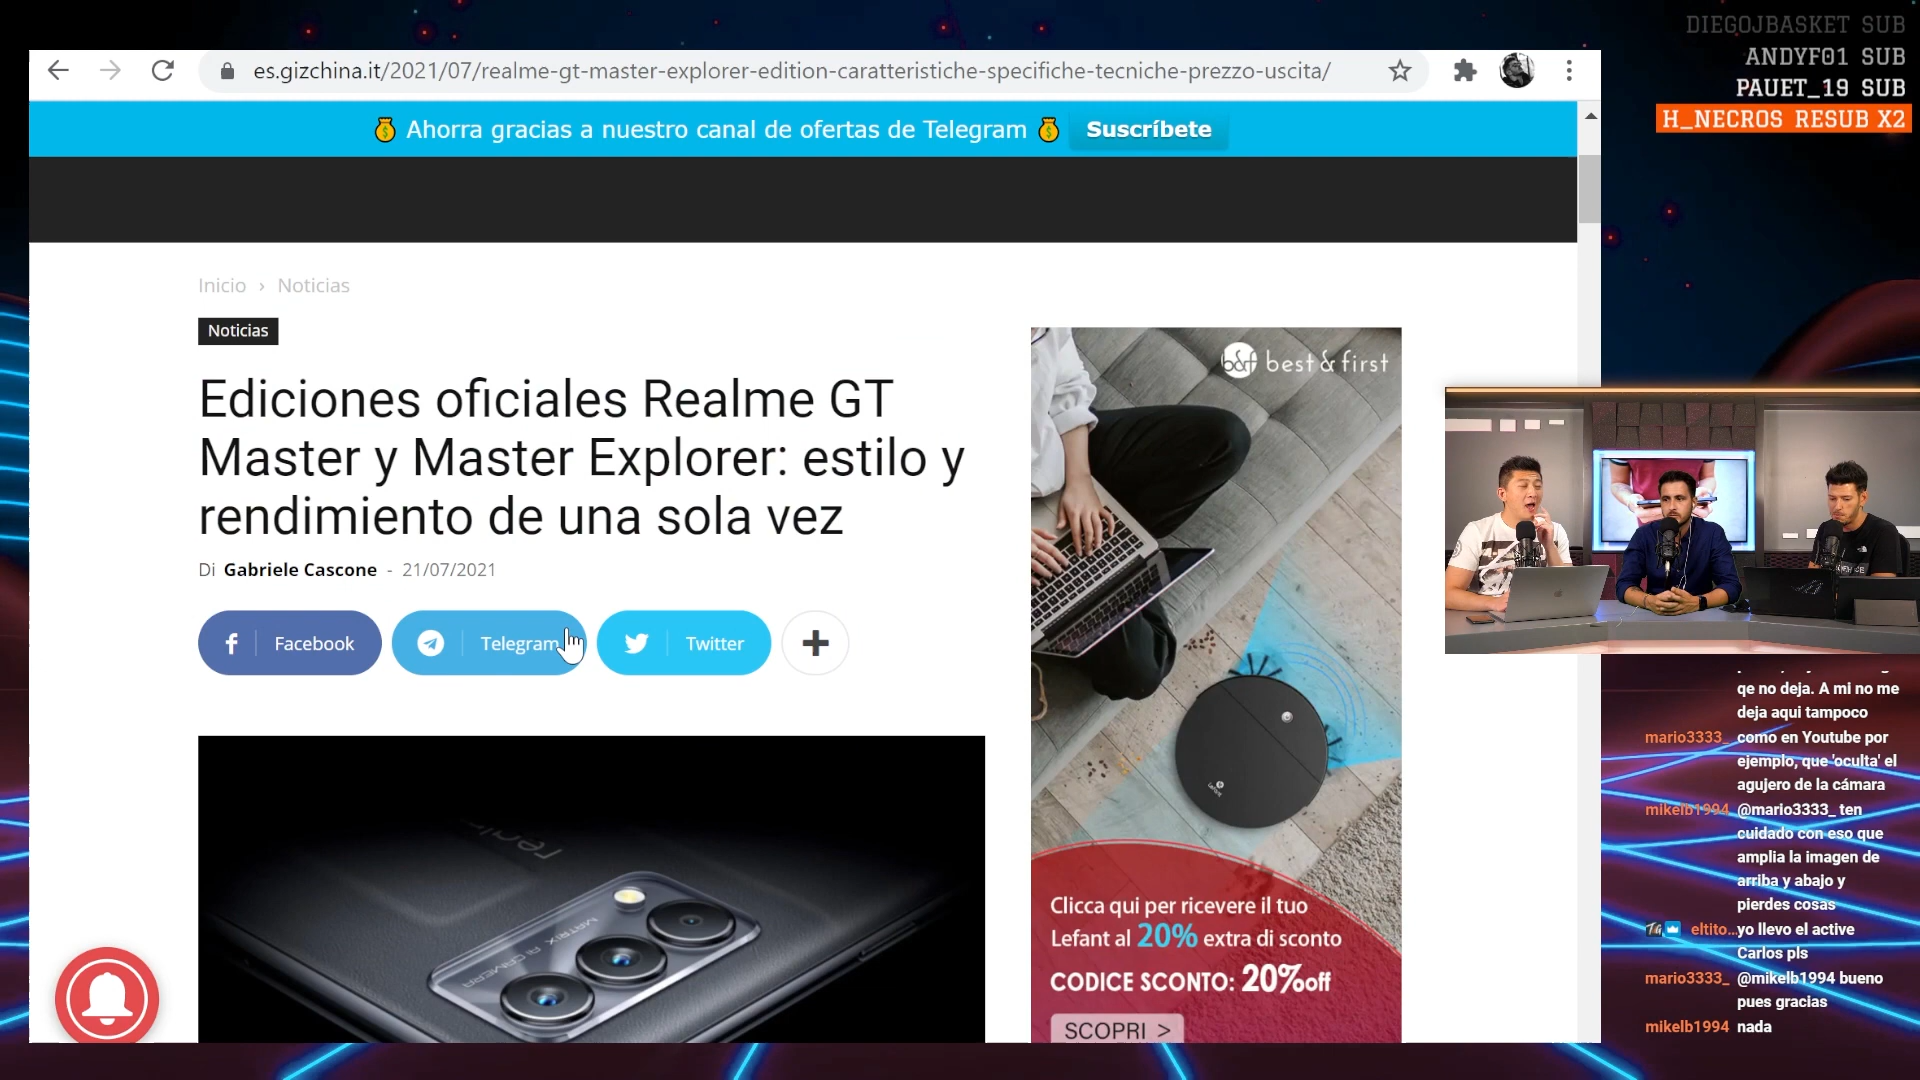 DIEGOJBASKET SUB
ANDYF01 SUB
PAUET_19 SUB
H_NECROS RESUB X2
es.gizchina.it/2021/07/realme-gt-master-explorer-edition-caratteristiche-specifiche-tecniche-prezzo-uscita/
Ahorra gracias a nuestro canal de ofertas de Telegram
Suscríbete
Inicio › Noticias
Noticias
Ediciones oficiales Realme GT
Master y Master Explorer: estilo y
rendimiento de una sola vez
Di Gabriele Cascone - 21/07/2021
Facebook
Telegram
Twitter
MATRIX AI CAMERA
b&f best & first
Clicca qui per ricevere il tuo
Lefant al 20% extra di sconto
CODICE SCONTO: 20%off
SCOPRI >
qe no deja. A mi no me
deja aqui tampoco
mario3333_ como en Youtube por
ejemplo, que 'oculta' el
agujero de la cámara
mikelb1994 @mario3333_ ten
cuidado con eso que
amplia la imagen de
arriba y abajo y
pierdes cosas
eltito... yo llevo el active
Carlos pls
mario3333_ @mikelb1994 bueno
pues gracias
mikelb1994 nada